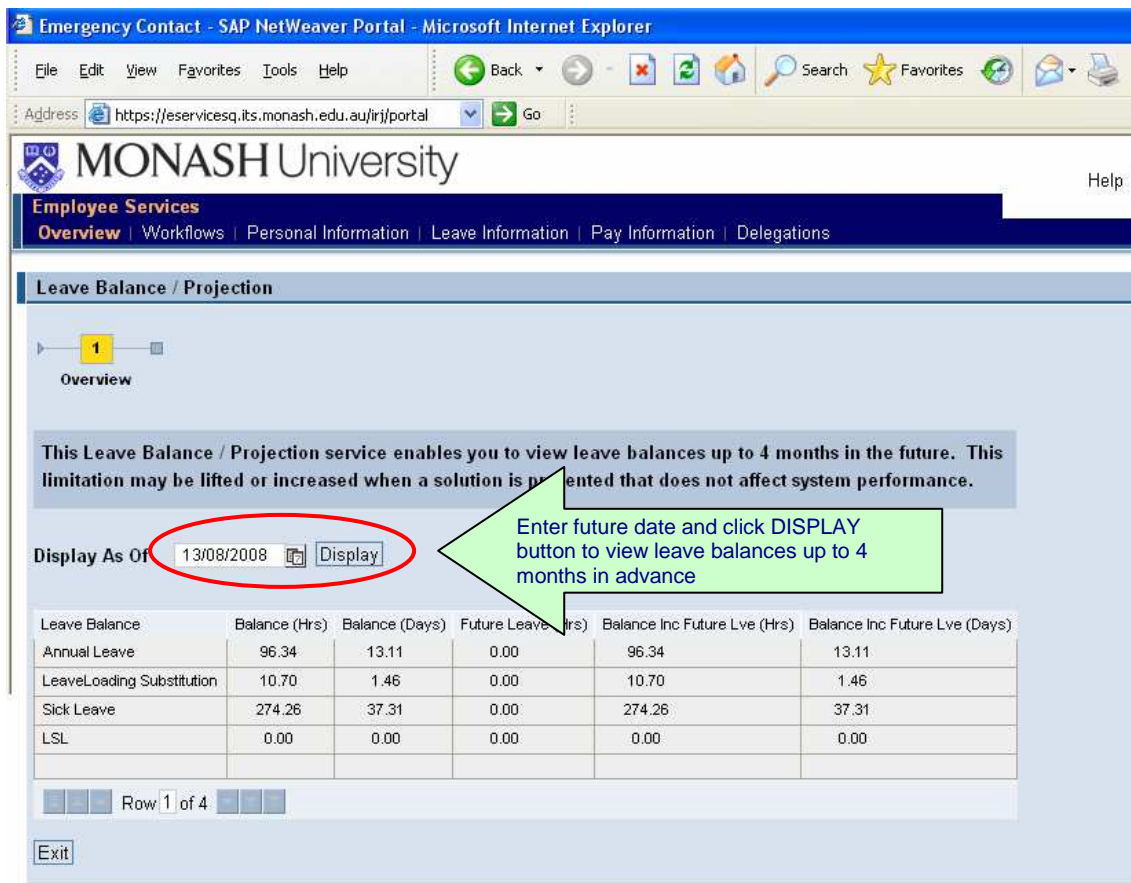 Emergency Contact - SAP NetWeaver Portal - Microsoft Internet Explorer
File Edit View Favorites Tools Help Back Search Favorites
Address https://eservicesq.its.monash.edu.au/irj/portal Go
MONASH University
Help
Employee Services
Overview | Workflows | Personal Information | Leave Information | Pay Information | Delegations
Leave Balance / Projection
1
Overview
This Leave Balance / Projection service enables you to view leave balances up to 4 months in the future. This
limitation may be lifted or increased when a solution is that does not affect system performance.
Enter future date and click DISPLAY
button to view leave balances up to 4
months in advance
Display As Of 13/08/2008 Display
Leave Balance Balance (Hrs) Balance (Days) Future Leave Hrs) Balance Inc Future Lve (Hrs) Balance Inc Future Lve (Days)
Annual Leave 96.34 13.11 0.00 96.34 13.11
LeaveLoading Substitution 10.70 1.46 0.00 10.70 1.46
Sick Leave 274.26 37.31 0.00 274.26 37.31
LSL 0.00 0.00 0.00 0.00 0.00
Row 1 of 4
Exit